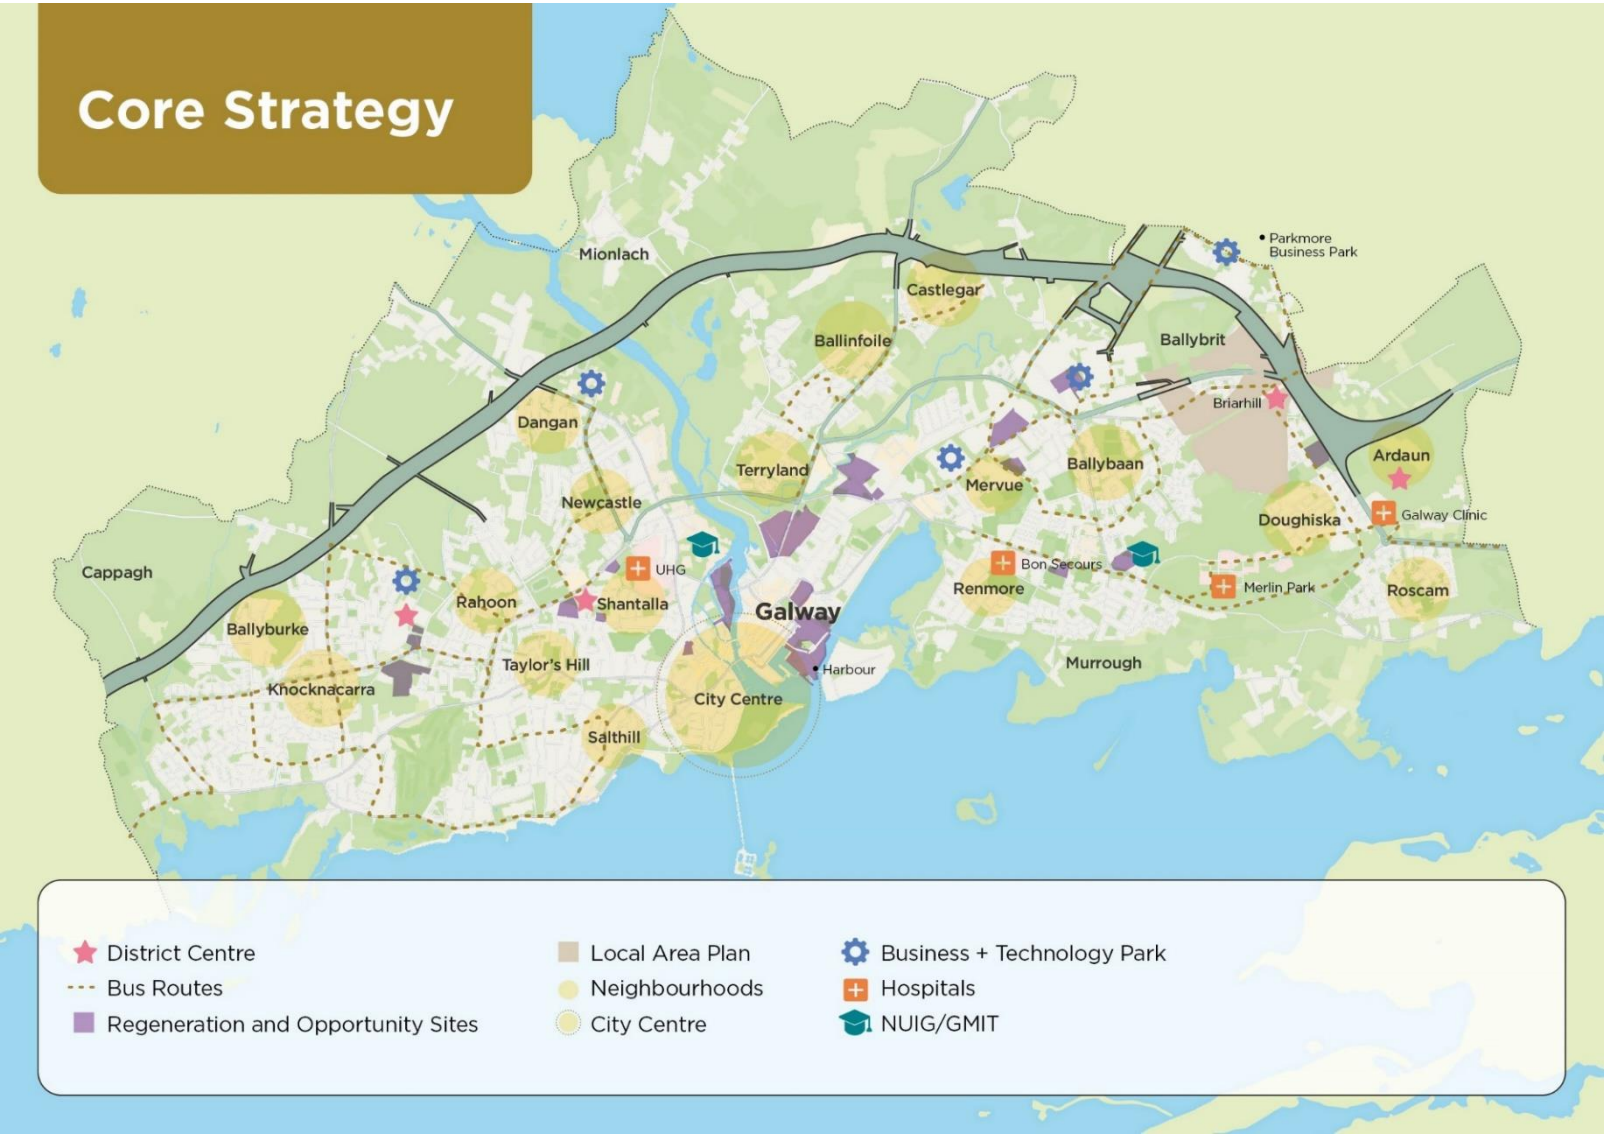 Core Strategy
Parkmore
Business Park
Mionlach
Castlegar
Ballinfoile
Ballybrit
Briarhill
Dangan
Ardaun
Terryland
Ballybaan
Mervue
Newcastle
Galway Clinic
Doughiska
Cappagh
UHG
Bon Secours
Renmore
Merlin Park
Roscam
Rahoon
Shantalla
Galway
Ballyburke
Taylor's Hill
Murrough
Harbour
Knocknacarra
City Centre
Salthill
District Centre
Bus Routes
Regeneration and Opportunity Sites
Local Area Plan
Neighbourhoods
City Centre
Business + Technology Park
Hospitals
NUIG/GMIT